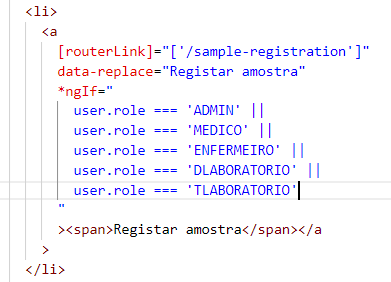 <li>
<a
[routerLink]="['/sample-registration']"
data-replace="Registar amostra"
*ngIf="
user.role === 'ADMIN' ||
user.role === 'MEDICO' ||
user.role === 'ENFERMEIRO' ||
user.role === 'DLABORATORIO' ||
user.role === 'TLABORATORIO'
"
><span>Registar amostra</span></a
>
</li>